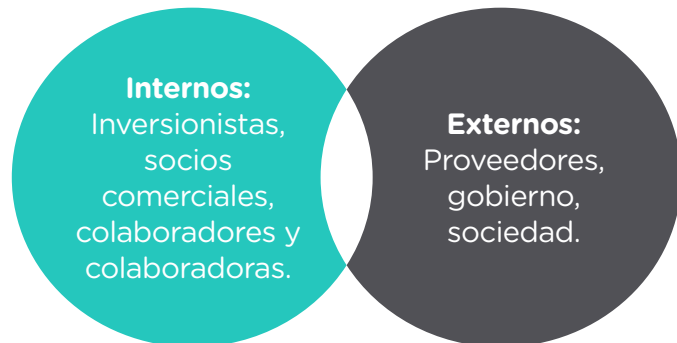 Internos:
Inversionistas,
socios
comerciales,
colaboradores y
colaboradoras.
Externos:
Proveedores,
gobierno,
sociedad.